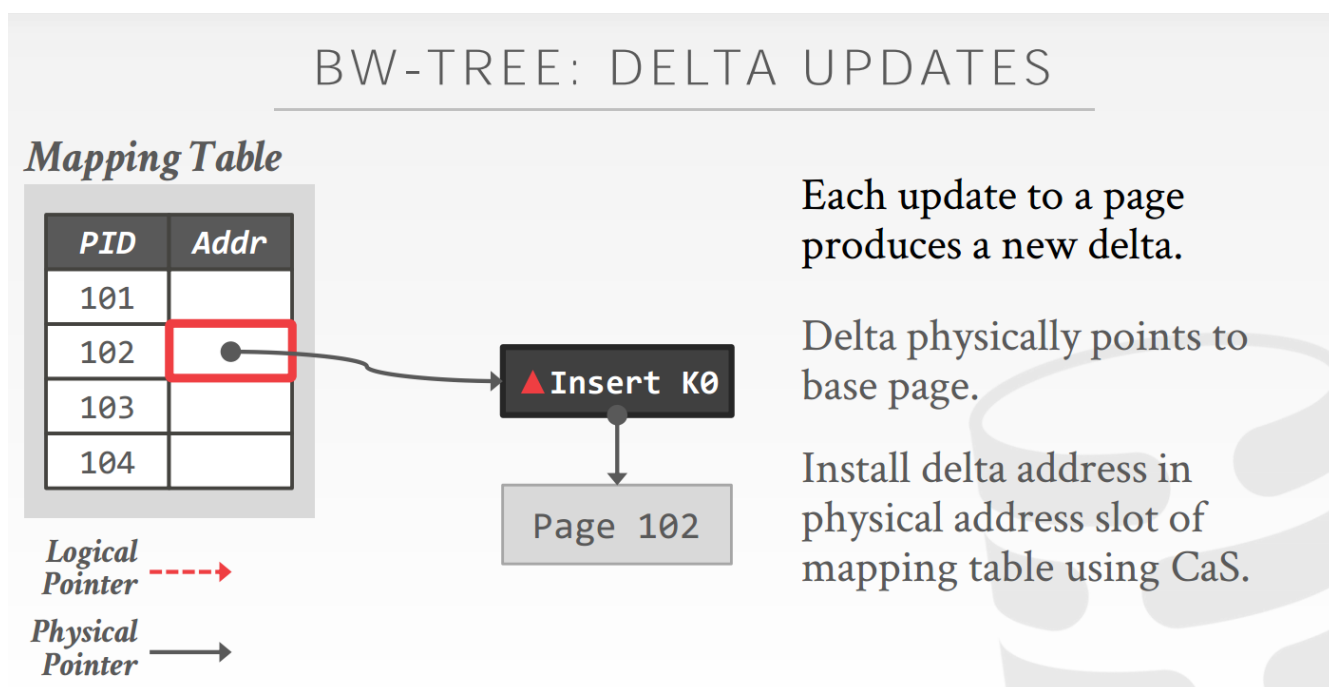 BW-TREE: DELTA UPDATES
Mapping Table
PID Addr
101
102
103
104
Logical
Pointer
Physical
Pointer
▲Insert K0
Page 102
Each update to a page
produces a new delta.
Delta physically points to
base page.
Install delta address in
physical address slot of
mapping table using CaS.